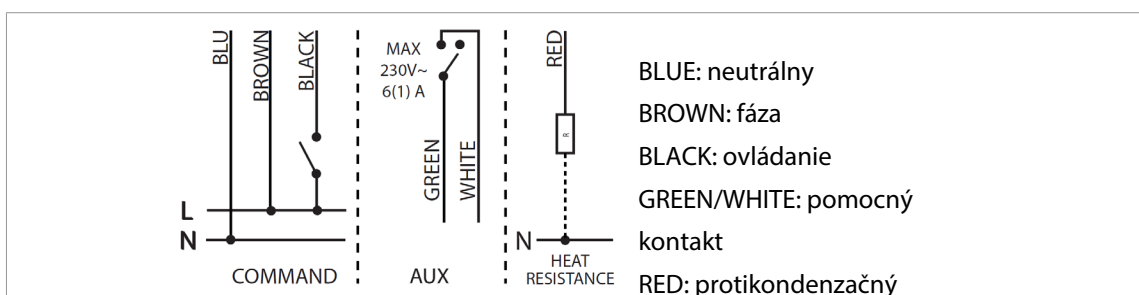 BLU
BROWN
BLACK
L
N
COMMAND
MAX
230V~
6(1) A
GREEN
WHITE
AUX
RED
R
N
HEAT
RESISTANCE
BLUE: neutrálny
BROWN: fáza
BLACK: ovládanie
GREEN/WHITE: pomocný
kontakt
RED: protikondenzačný